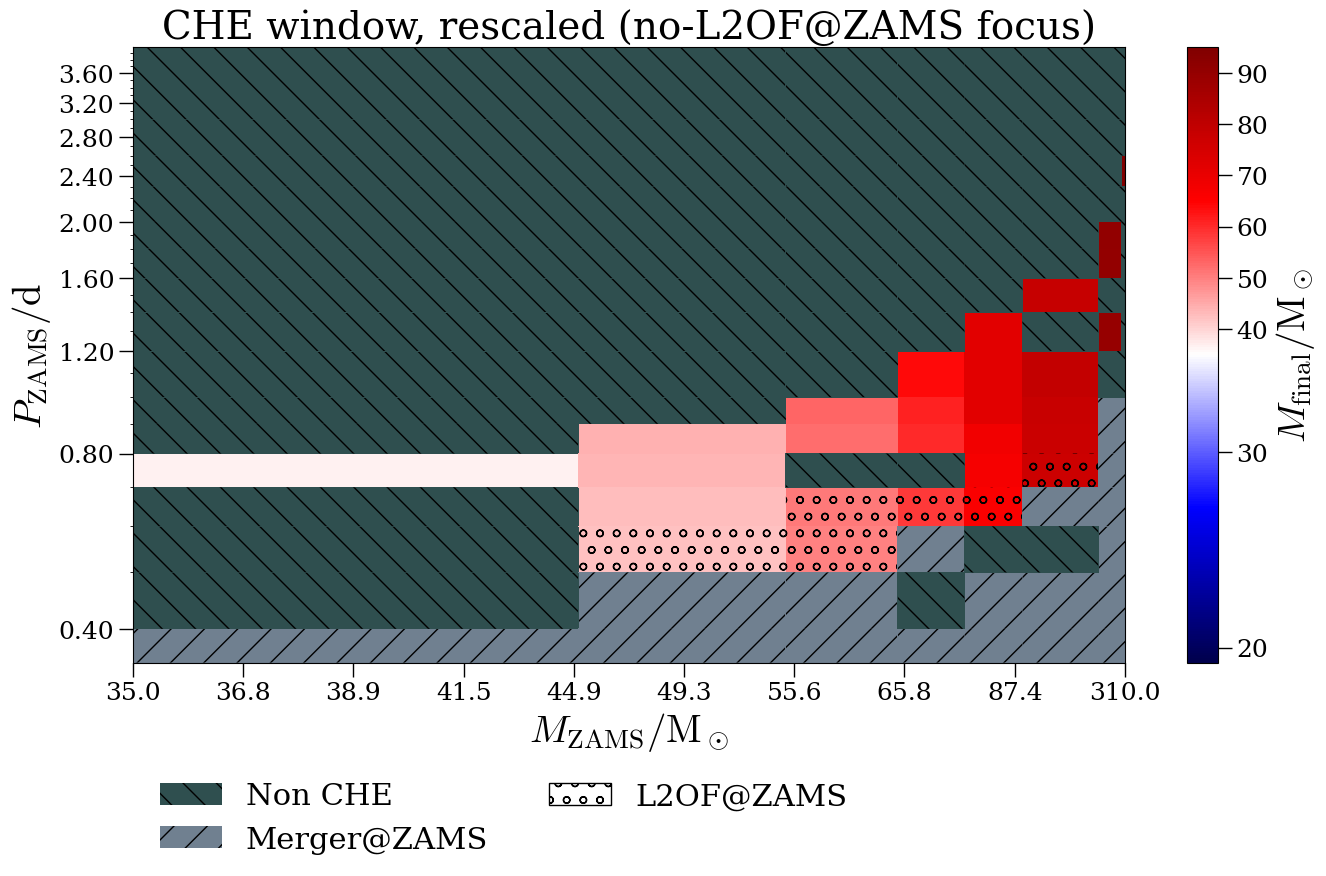 CHE window, rescaled (no-L2OF@ZAMS focus)
3.60
3.20
2.80
2.40
2.00
1.60
1.20
0.80
0.40
P_ZAMS/d
35.0 36.8 38.9 41.5 44.9 49.3 55.6 65.8 87.4 310.0
M_ZAMS/M_⊙
90
80
70
60
50
40
30
20
M_final/M_⊙
Non CHE
Merger@ZAMS
L2OF@ZAMS